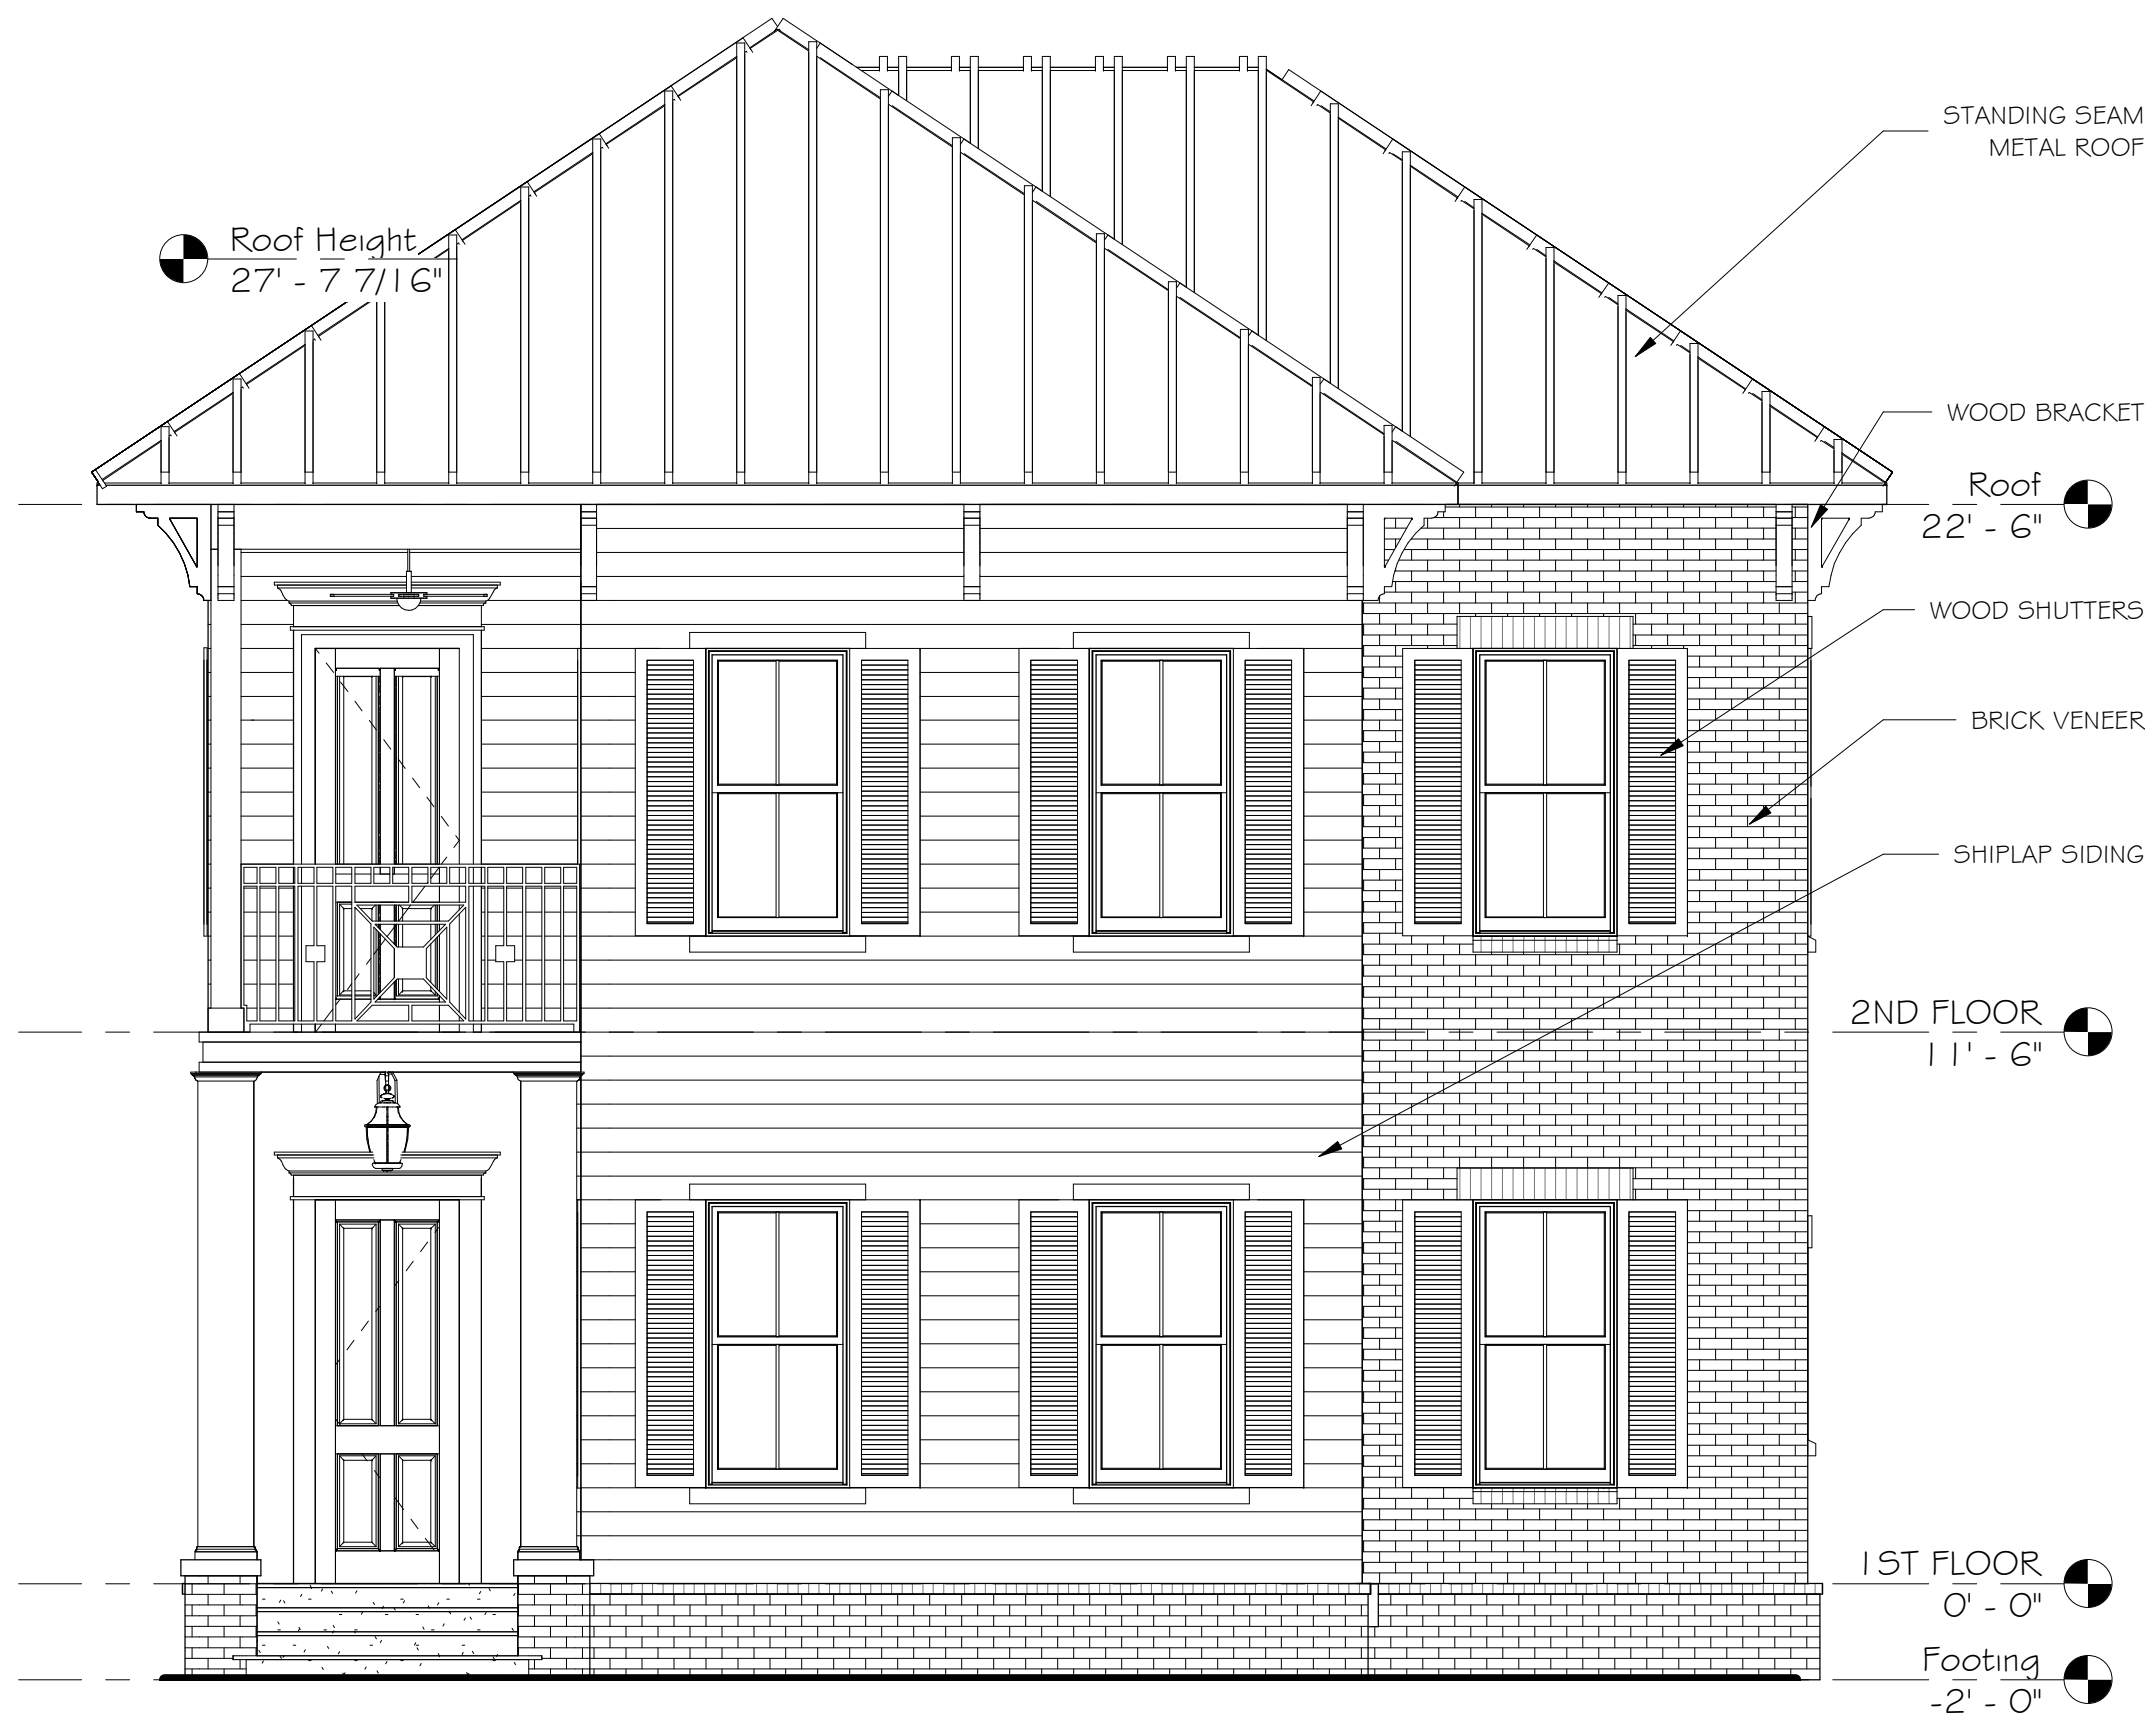 STANDING SEAM
METAL ROOF
Roof Height
27' - 7 7/16"
WOOD BRACKET
Roof
22' - 6"
WOOD SHUTTERS
BRICK VENEER
SHIPLAP SIDING
2ND FLOOR
11' - 6"
1ST FLOOR
0' - 0"
Footing
-2' - 0"